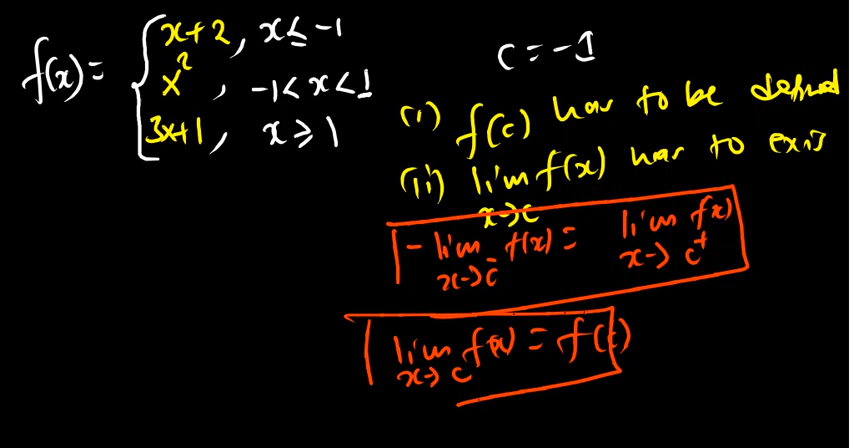 f(x) = { x+2, x ≤ -1
x², -1 < x < 1
3x+1, x ≥ 1
c = -1
(i) f(c) has to be defined
(ii) lim x→c f(x) has to exist
- lim x→c⁻ f(x) = lim x→c⁺ f(x)
lim x→c f(x) = f(c)